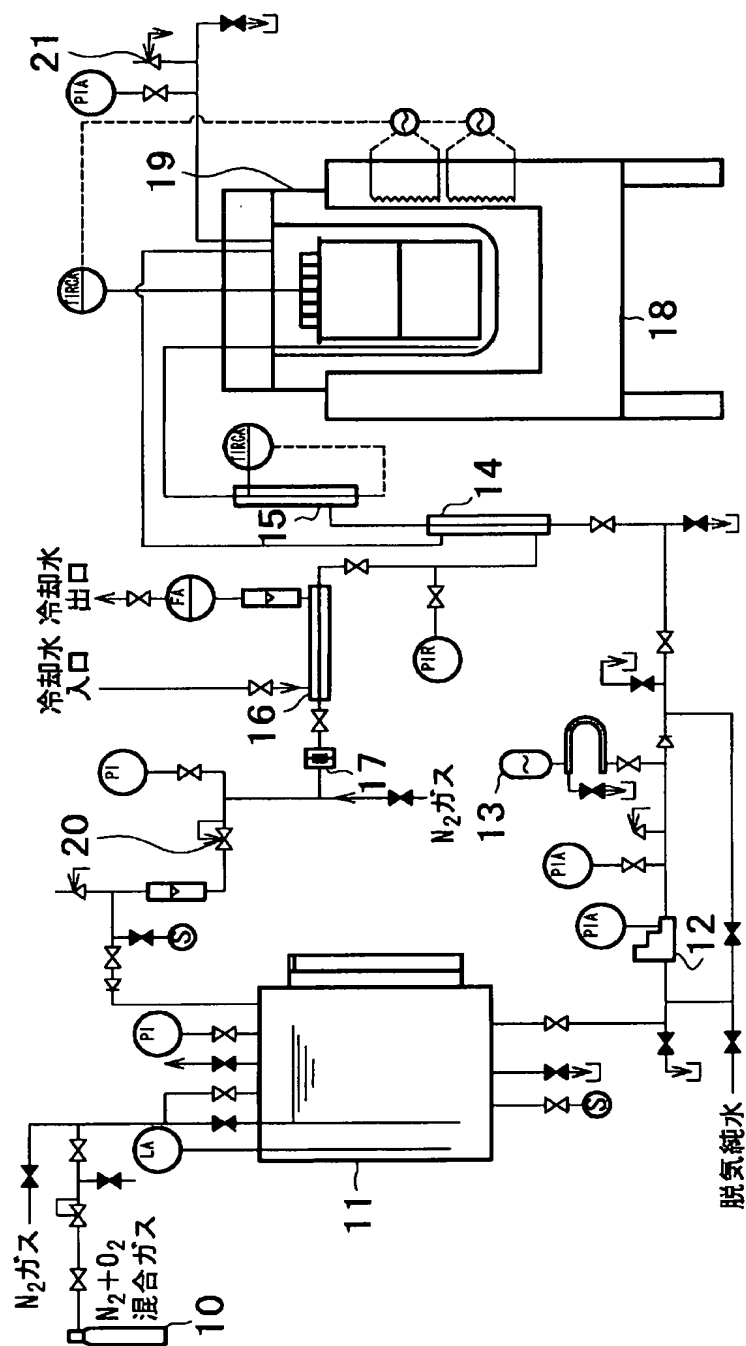 N₂ガス
N₂+O₂
混合ガス
10
LA
PI
11
S
S
20
PI
冷却水
入口
冷却水
出口
FA
16
17
N₂ガス
PIR
TIRCA
15
14
TIRCA
PIA
21
19
18
13
PIA
PIA
12
脱気純水